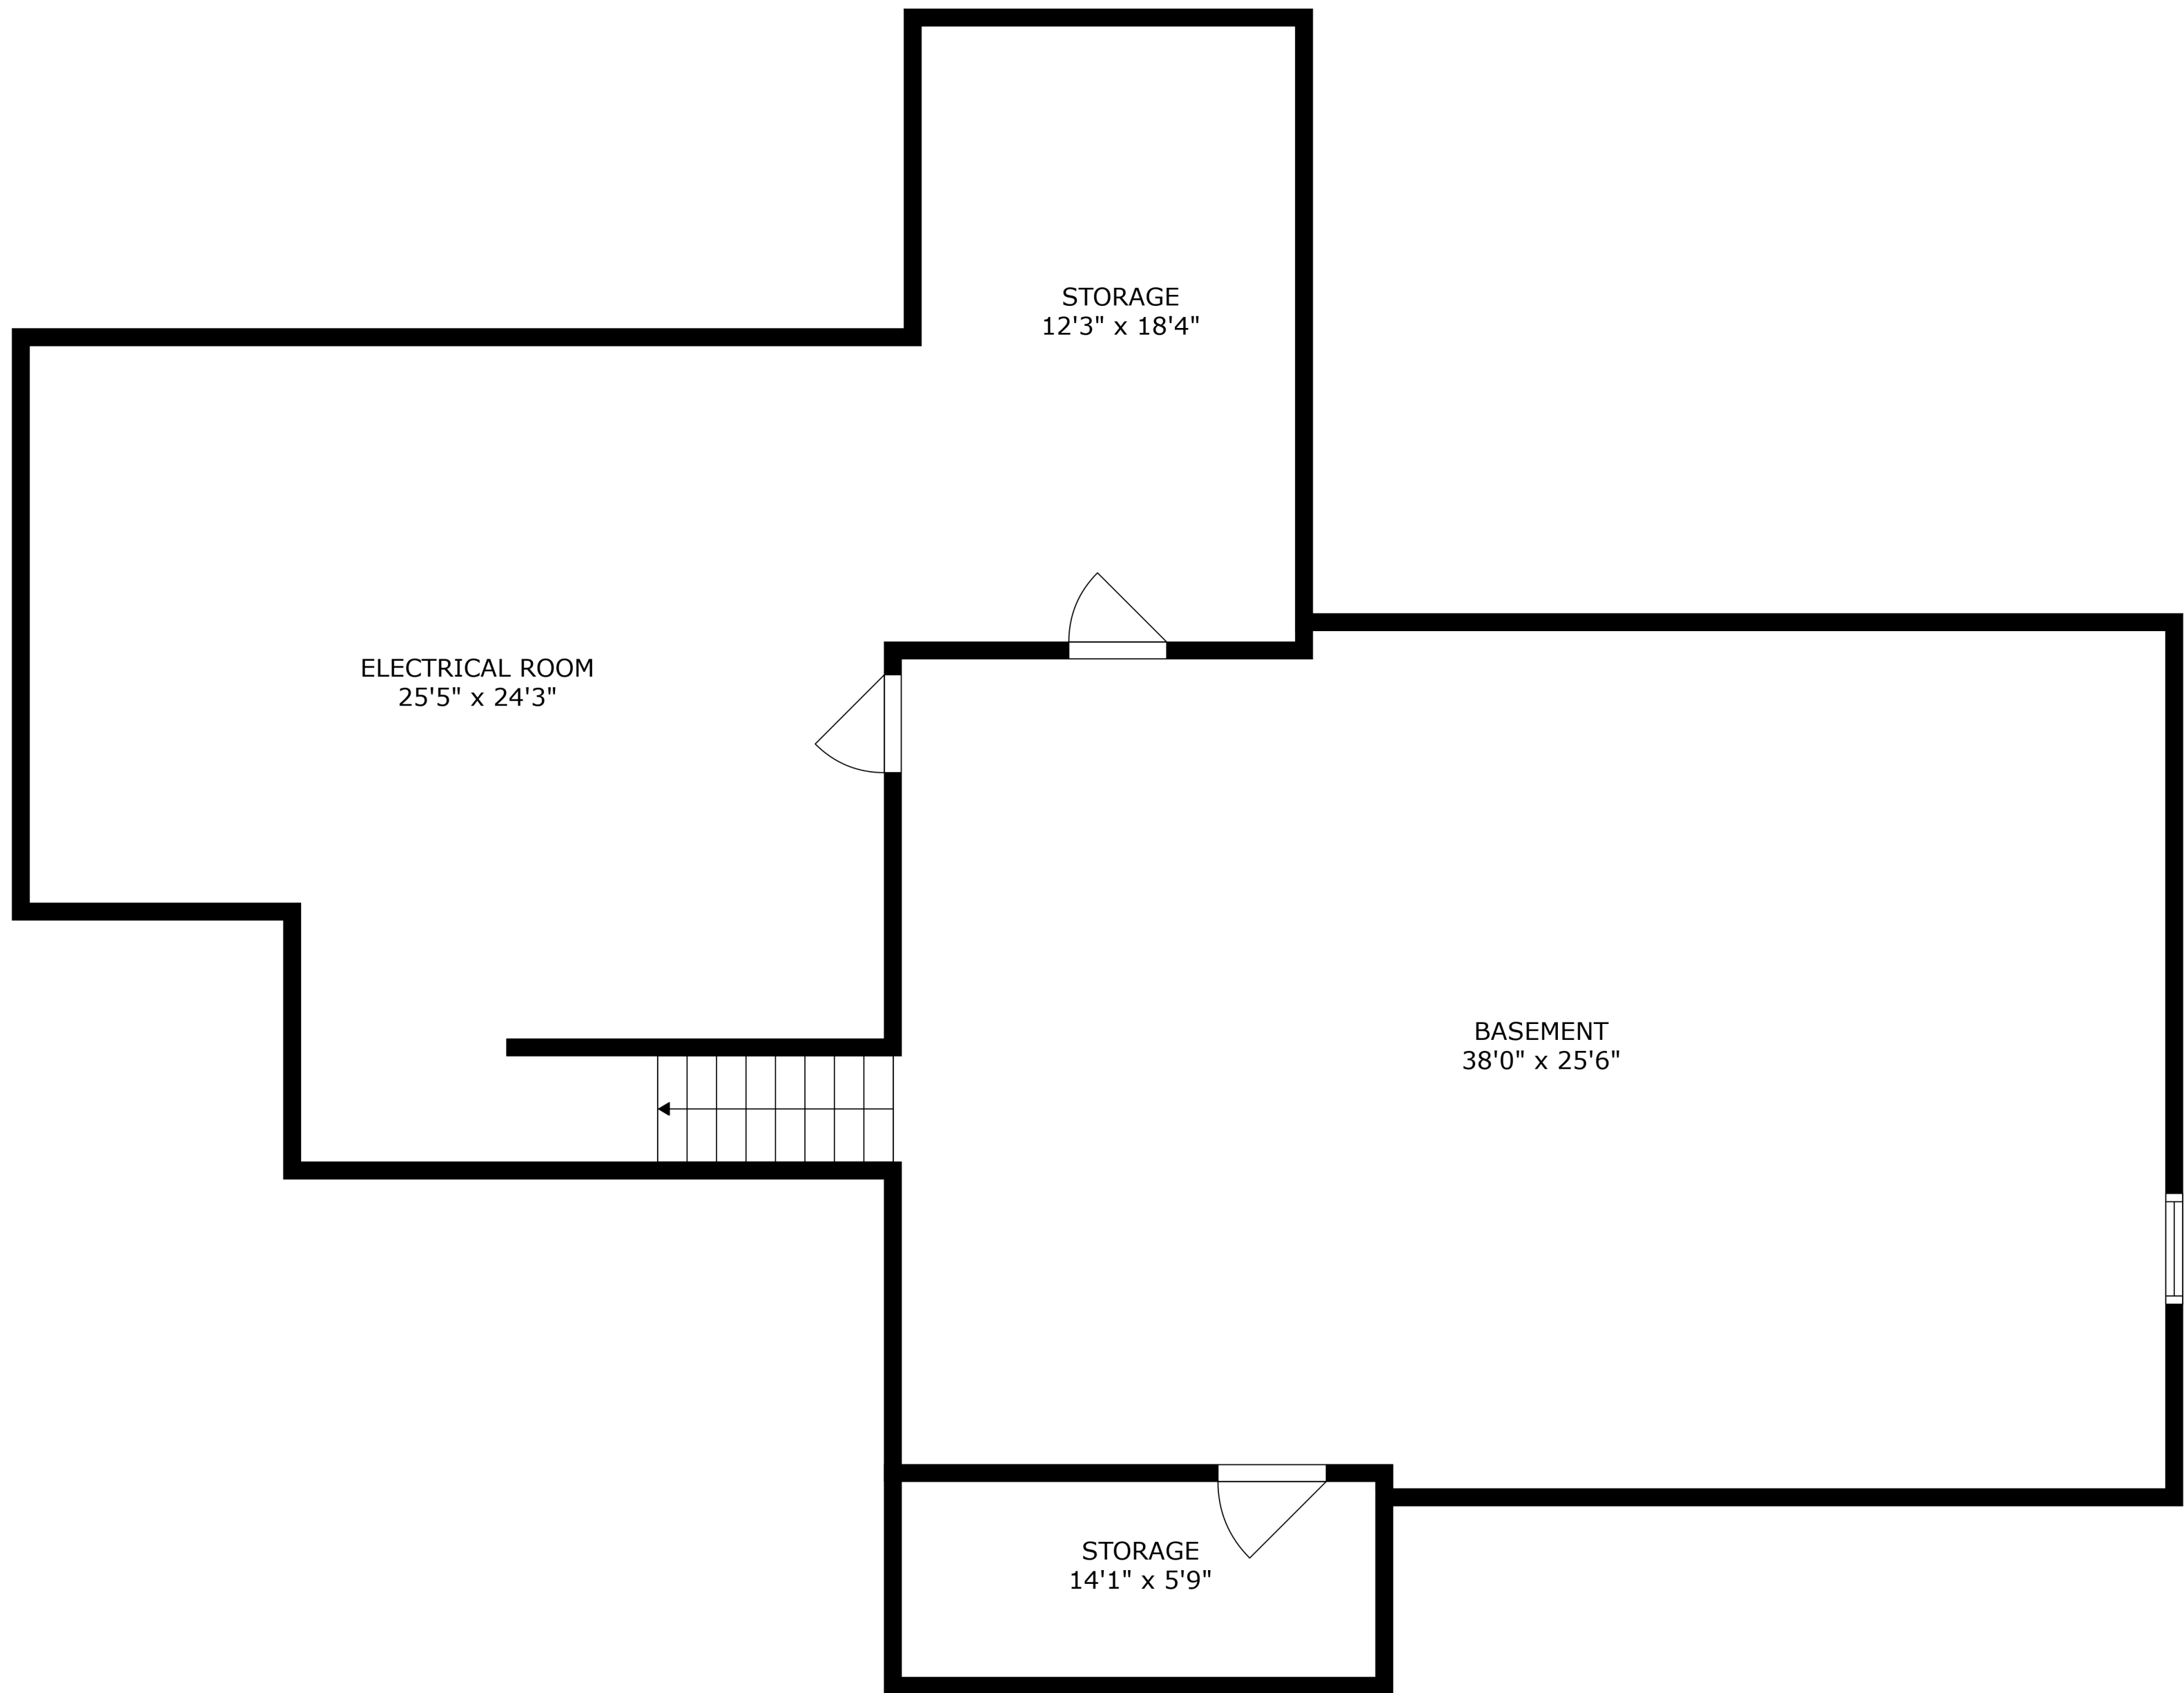 STORAGE
12'3" x 18'4"
ELECTRICAL ROOM
25'5" x 24'3"
BASEMENT
38'0" x 25'6"
STORAGE
14'1" x 5'9"